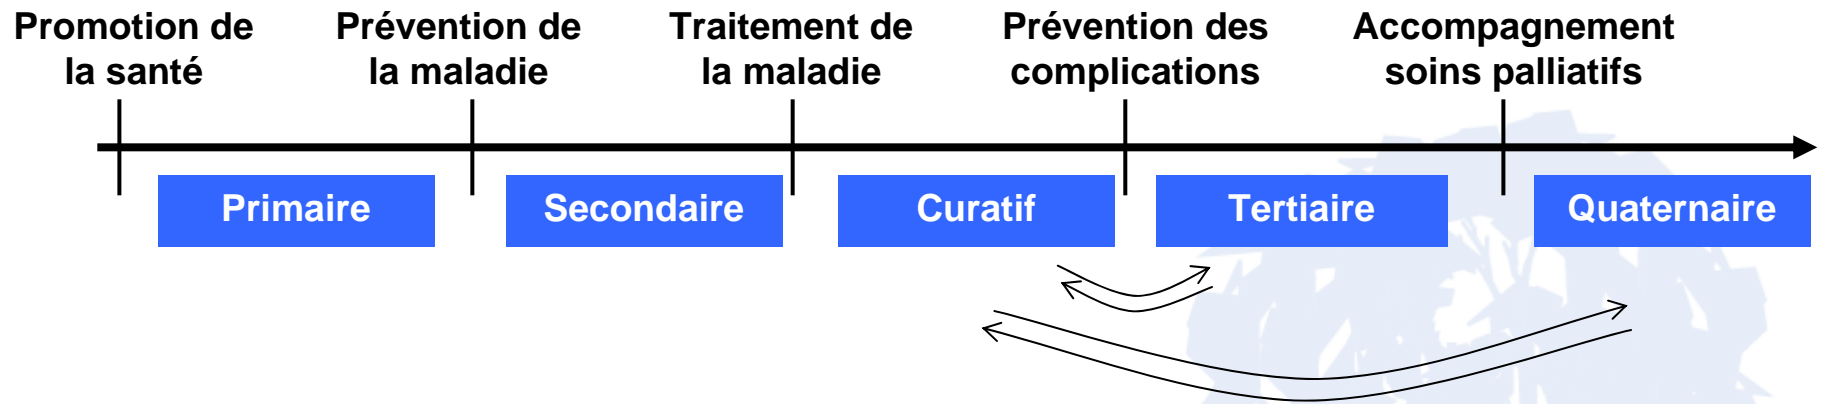 Promotion de
la santé
Prévention de
la maladie
Traitement de
la maladie
Prévention des
complications
Accompagnement
soins palliatifs
Primaire
Secondaire
Curatif
Tertiaire
Quaternaire